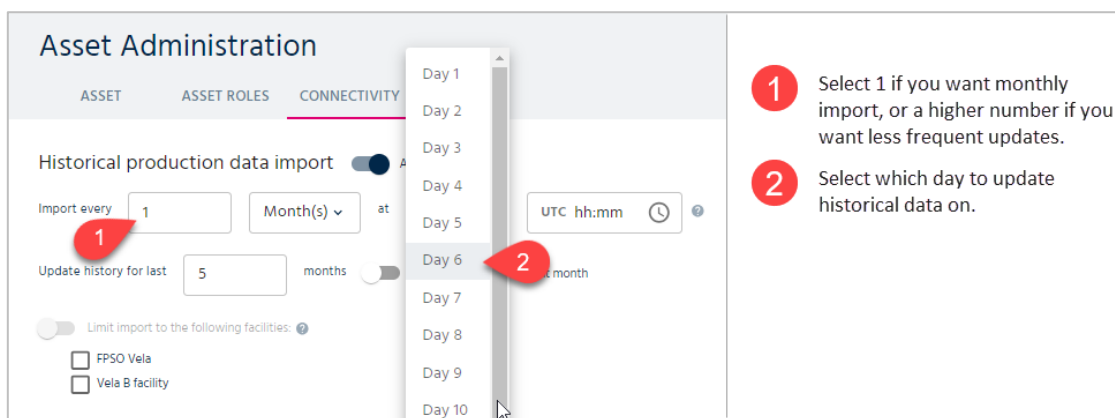 Asset Administration
ASSET ASSET ROLES CONNECTIVITY
Historical production data import
Import every 1 Month(s) at UTC hh:mm
Update history for last 5 months month
Limit import to the following facilities:
FPSO Vela
Vela B facility
Day 1
Day 2
Day 3
Day 4
Day 5
Day 6
Day 7
Day 8
Day 9
Day 10
1
2
1 Select 1 if you want monthly
import, or a higher number if you
want less frequent updates.
2 Select which day to update
historical data on.